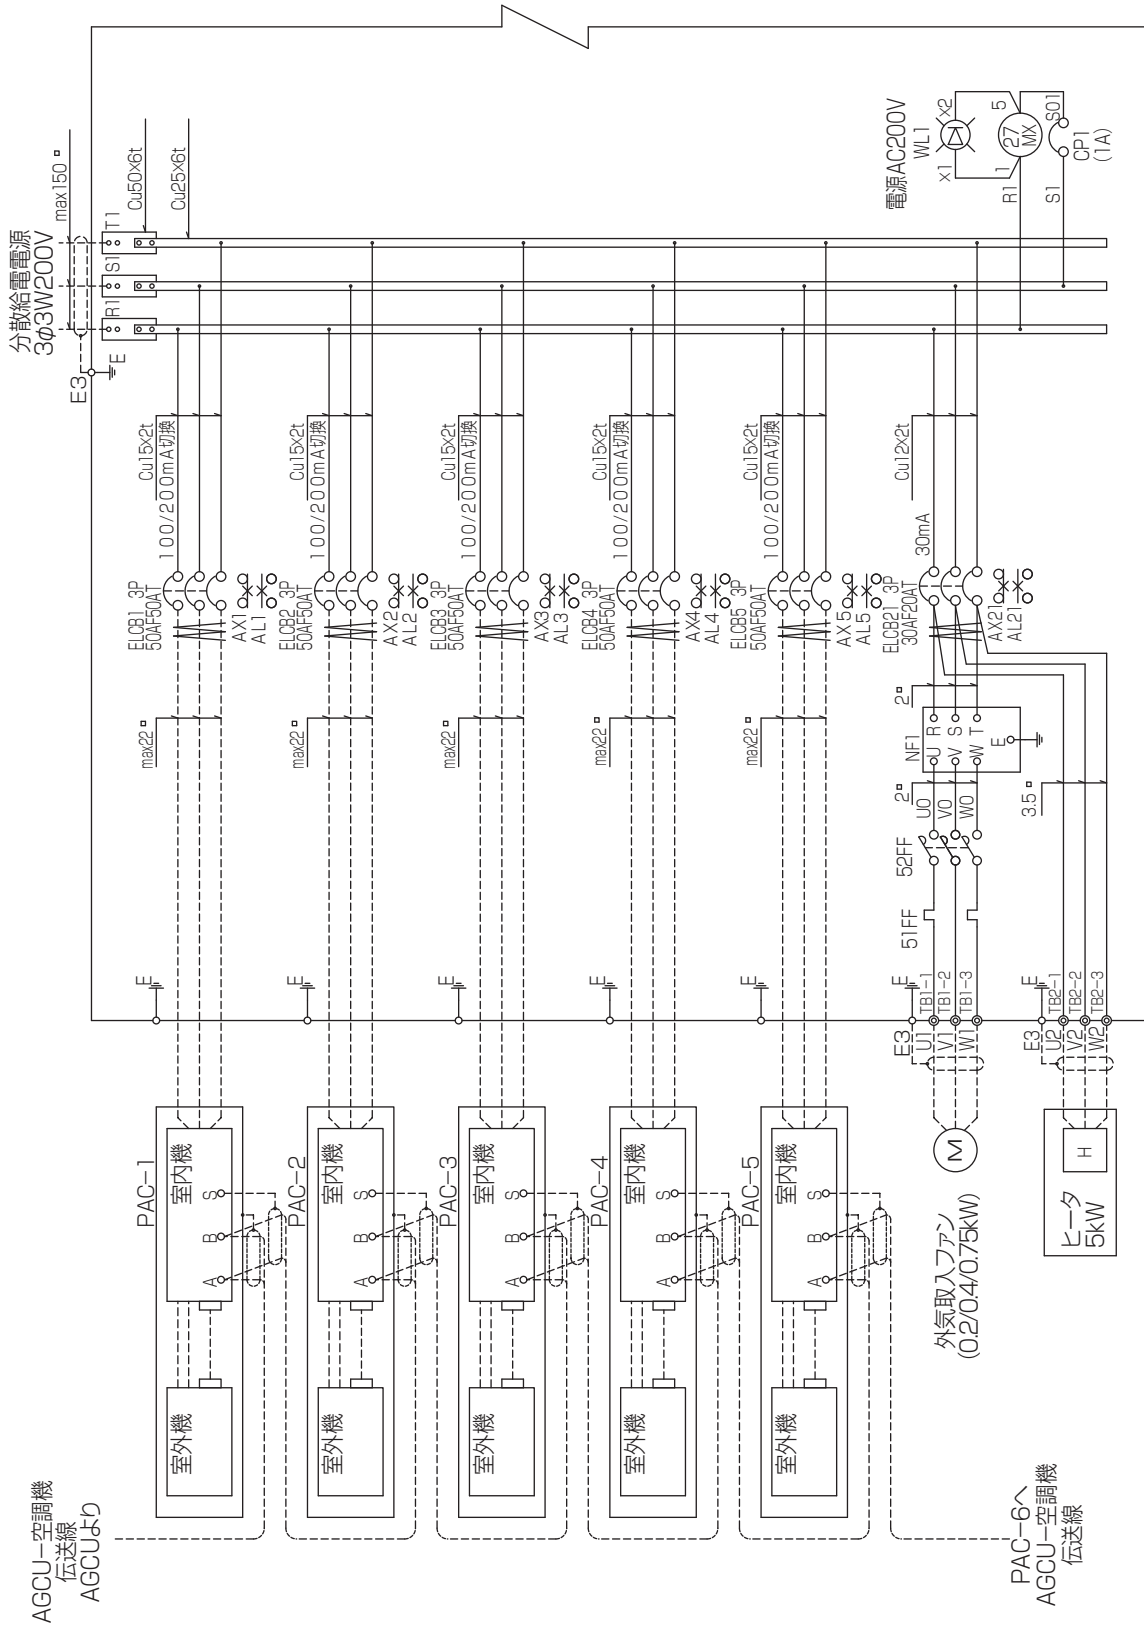 分散給電電源
3φ3W200V
max150□
E3
E
R1
S1
T1
Cu50×6t
Cu25×6t
電源AC200V
WL1
x1
x2
R1
1
27
MX
5
S1
S01
CP1
(1A)
Cu15×2t
100/200mA切換
ELCB1 3P
50AF50AT
AX1
AL1
max22□
E
PAC-1
室内機
A
B
S
室外機
Cu15×2t
100/200mA切換
ELCB2 3P
50AF50AT
AX2
AL2
max22□
E
PAC-2
室内機
A
B
S
室外機
Cu15×2t
100/200mA切換
ELCB3 3P
50AF50AT
AX3
AL3
max22□
E
PAC-3
室内機
A
B
S
室外機
Cu15×2t
100/200mA切換
ELCB4 3P
50AF50AT
AX4
AL4
max22□
E
PAC-4
室内機
A
B
S
室外機
Cu15×2t
100/200mA切換
ELCB5 3P
50AF50AT
AX5
AL5
max22□
E
PAC-5
室内機
A
B
S
室外機
Cu12×2t
30mA
ELCB21 3P
30AF20AT
AX21
AL21
2□
NF1
U R
V S
W T
E
2□
U0
V0
W0
52FF
51FF
3.5□
E
E3
TB1-1
TB1-2
TB1-3
U1
V1
W1
M
外気取入ファン
(0.2/0.4/0.75kW)
E
E3
TB2-1
TB2-2
TB2-3
U2
V2
W2
H
ヒータ
5kW
AGCU－空調機
伝送線
AGCUより
PAC-6へ
AGCU－空調機
伝送線